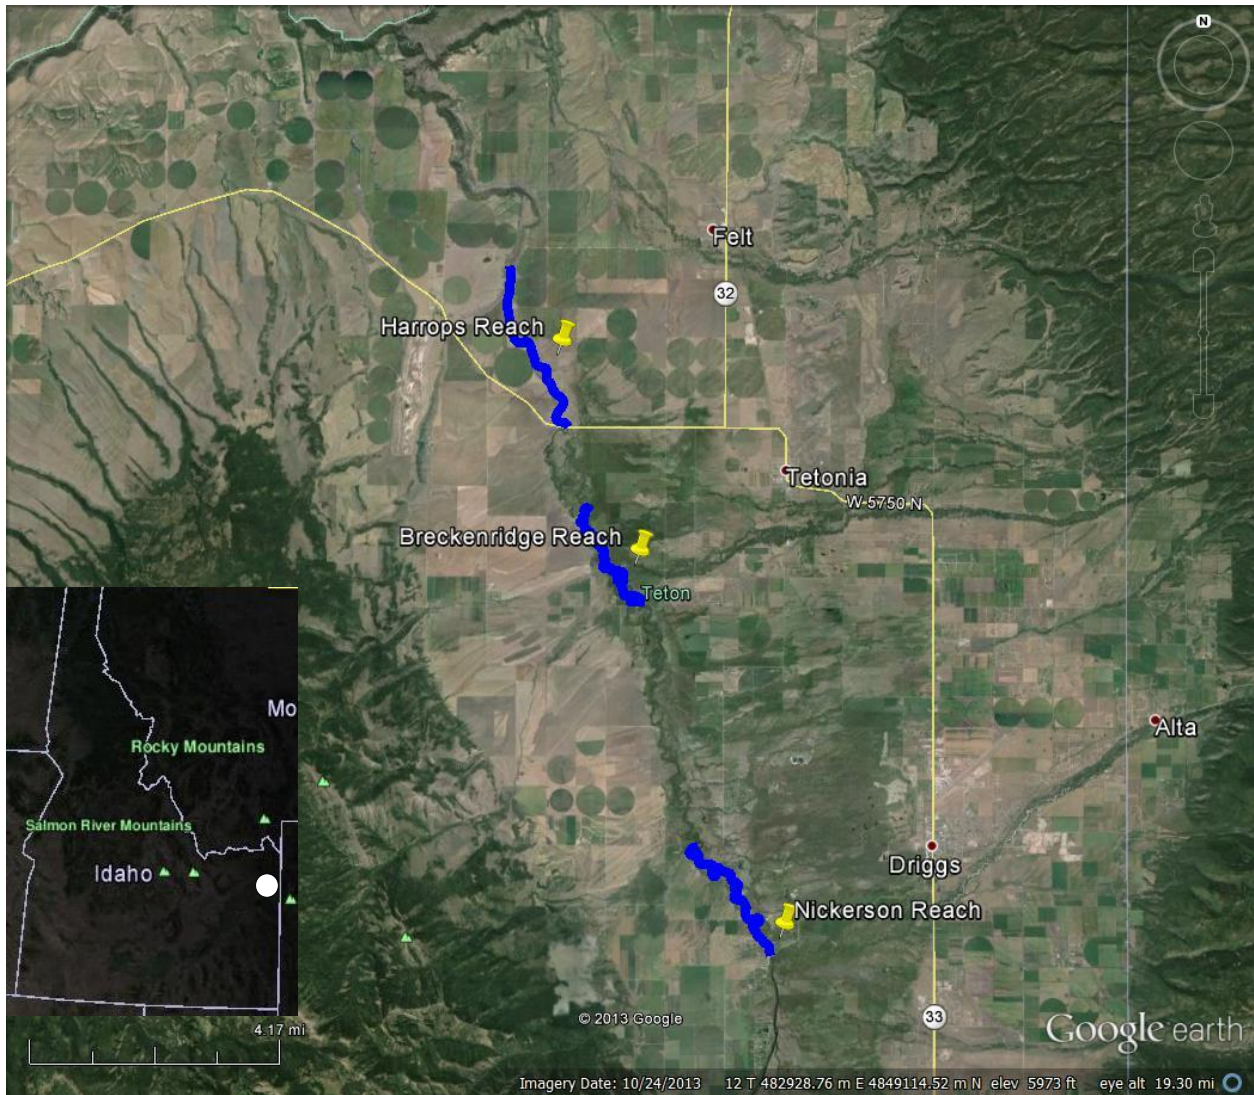 N
Felt
32
Harrops Reach
Tetonia
W 5750 N
Breckenridge Reach
Teton
Mo
Rocky Mountains
Alta
Salmon River Mountains
Idaho
Driggs
Nickerson Reach
33
© 2013 Google
4.17 mi
Google earth
Imagery Date: 10/24/2013 12 T 482928.76 m E 4849114.52 m N elev 5973 ft eye alt 19.30 mi